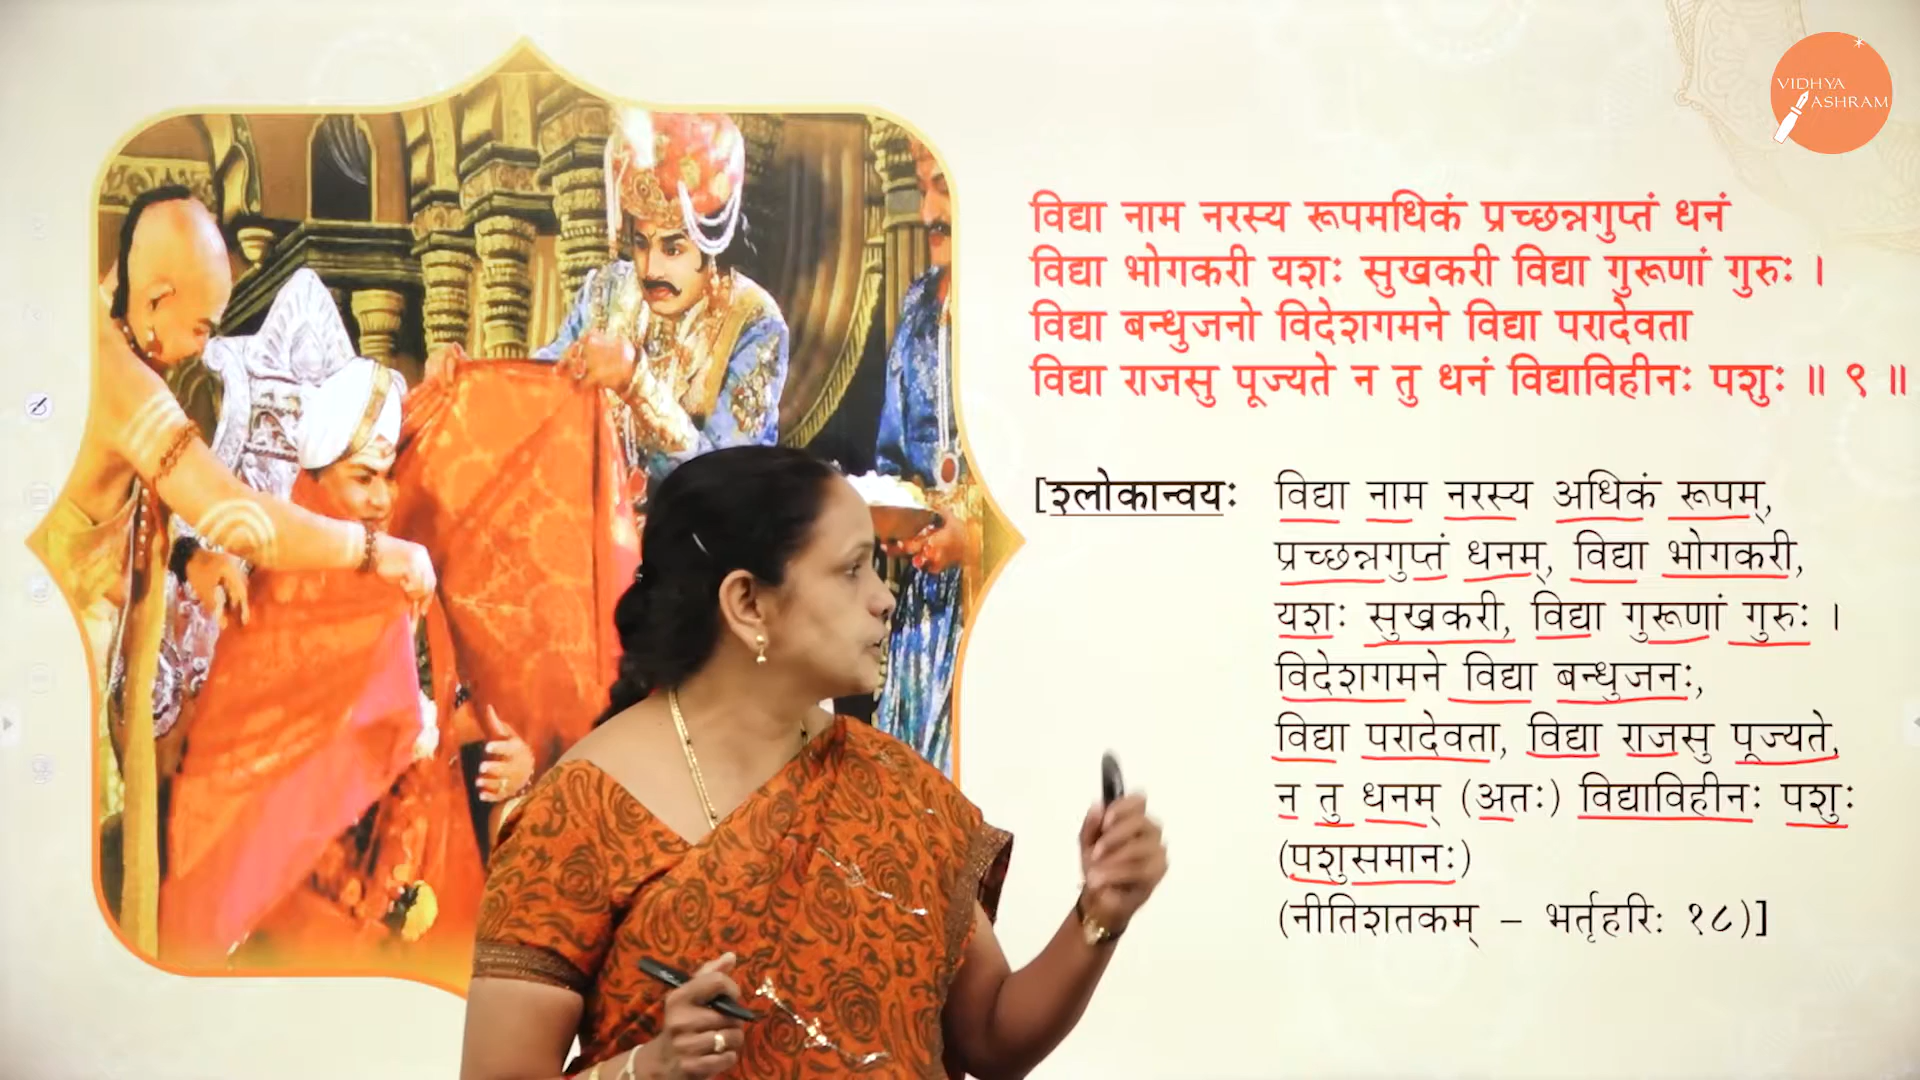 VIDHYA
ASHRAM
विद्या नाम नरस्य रूपमधिकं प्रच्छन्नगुप्तं धनं
विद्या भोगकरी यशः सुखकरी विद्या गुरूणां गुरुः ।
विद्या बन्धुजनो विदेशगमने विद्या परादेवता
विद्या राजसु पूज्यते न तु धनं विद्याविहीनः पशुः ॥ ९ ॥
[श्लोकान्वयः विद्या नाम नरस्य अधिकं रूपम्,
प्रच्छन्नगुप्तं धनम्, विद्या भोगकरी,
यशः सुखकरी, विद्या गुरूणां गुरुः ।
विदेशगमने विद्या बन्धुजनः,
विद्या परादेवता, विद्या राजसु पूज्यते,
न तु धनम् (अतः) विद्याविहीनः पशुः
(पशुसमानः)
(नीतिशतकम् – भर्तृहरिः १८)]